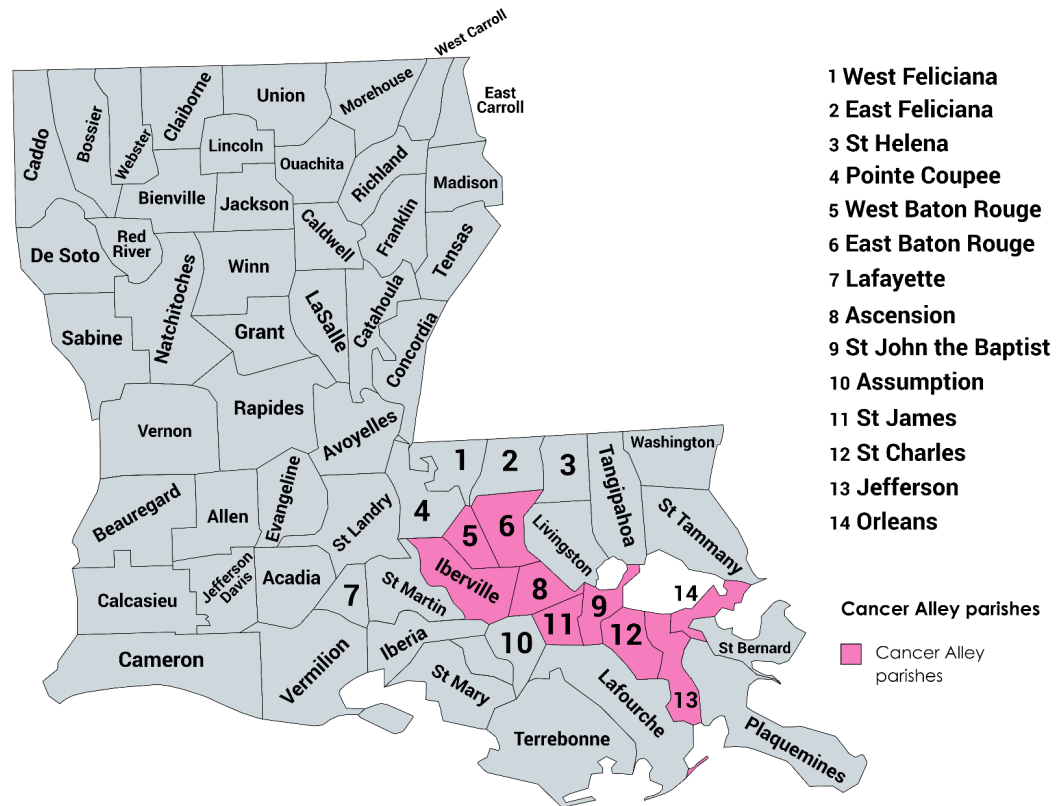 West Carroll
East
Carroll
Morehouse
Union
Claiborne
Webster
Bossier
Caddo
Lincoln
Ouachita
Richland
Madison
Bienville
Jackson
Caldwell
Franklin
Tensas
De Soto
Red
River
Natchitoches
Winn
LaSalle
Catahoula
Concordia
Sabine
Grant
Vernon
Rapides
Avoyelles
Beauregard
Allen
Evangeline
St Landry
1
2
3
Tangipahoa
Washington
4
5
6
Livingston
St Tammany
Calcasieu
Jefferson
Davis
Acadia
7
St Martin
Iberville
8
9
14
Cameron
Vermilion
Iberia
St Mary
10
11
12
13
St Bernard
Lafourche
Terrebonne
Plaquemines
1 West Feliciana
2 East Feliciana
3 St Helena
4 Pointe Coupee
5 West Baton Rouge
6 East Baton Rouge
7 Lafayette
8 Ascension
9 St John the Baptist
10 Assumption
11 St James
12 St Charles
13 Jefferson
14 Orleans
Cancer Alley parishes
Cancer Alley
parishes